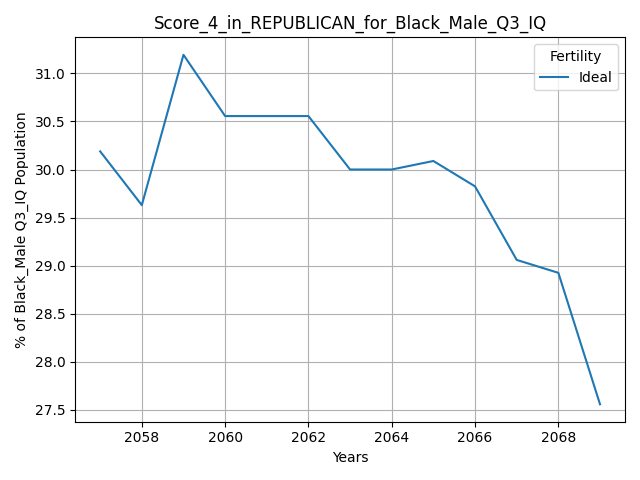 Score_4_in_REPUBLICAN_for_Black_Male_Q3_IQ
Fertility
Ideal
31.0
30.5
30.0
29.5
29.0
28.5
28.0
27.5
% of Black_Male Q3_IQ Population
2058 2060 2062 2064 2066 2068
Years